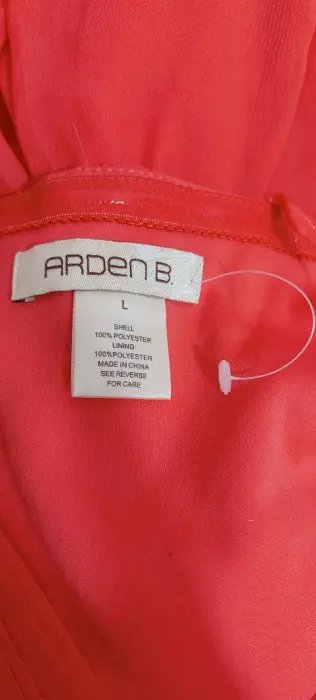 ARDEN B.
L
SHELL
100% POLYESTER
LINING:
100%POLYESTER
MADE IN CHINA
SEE REVERSE
FOR CARE